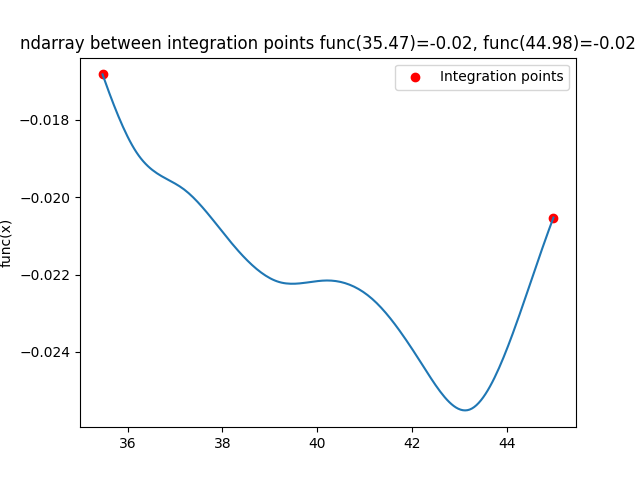 ndarray between integration points func(35.47)=-0.02, func(44.98)=-0.02
Integration points
−0.018
−0.020
−0.022
−0.024
func(x)
36 38 40 42 44